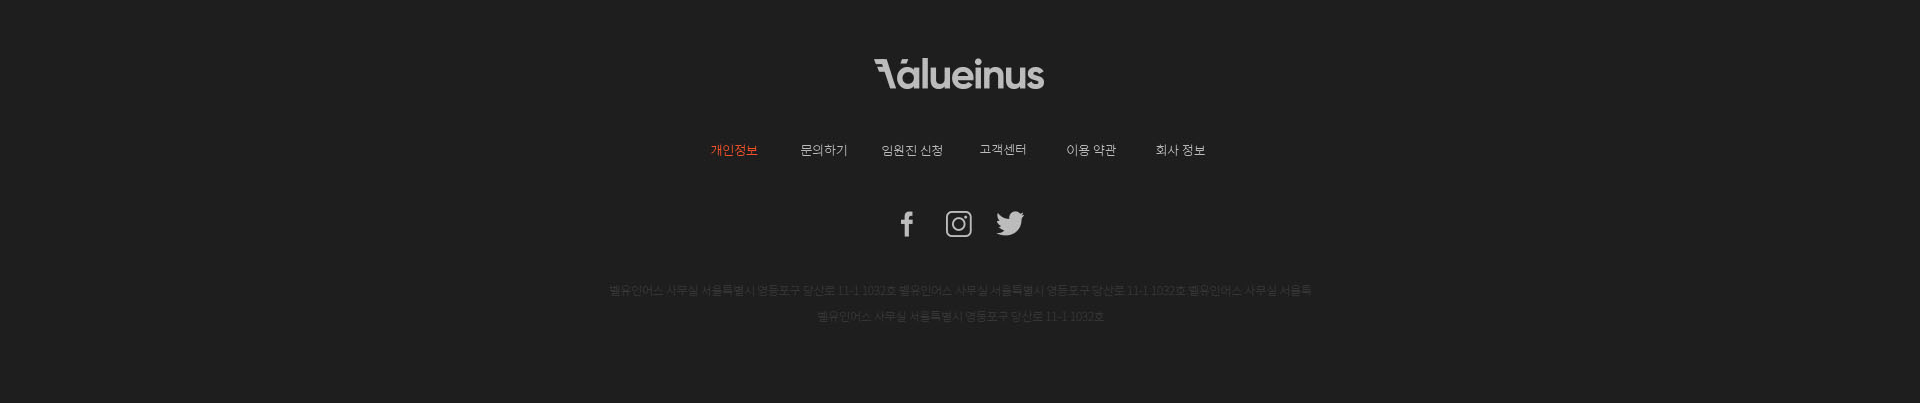 Valueinus
개인정보 문의하기 임원진 신청 고객센터 이용 약관 회사 정보
벨유인어스 사무실 서울특별시 영등포구 당산로 11-1 1032호 벨유인어스 사무실 서울특별시 영등포구 당산로 11-1 1032호 벨유인어스 사무실 서울특
벨유인어스 사무실 서울특별시 영등포구 당산로 11-1 1032호